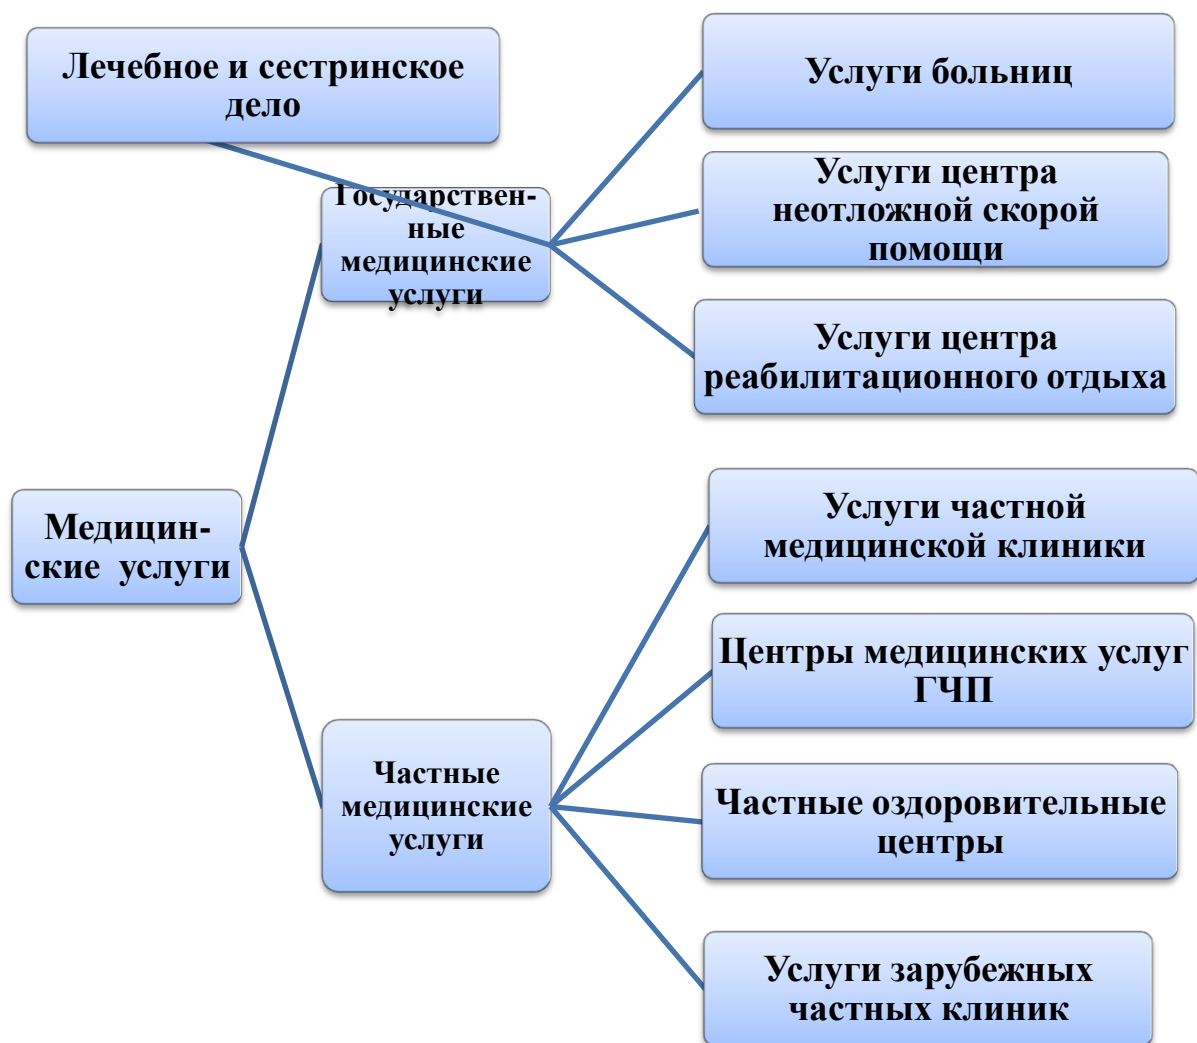 Лечебное и сестринское
дело
Услуги больниц
Государствен-
ные
медицинские
услуги
Услуги центра
неотложной скорой
помощи
Услуги центра
реабилитационного отдыха
Медицин-
ские услуги
Услуги частной
медицинской клиники
Центры медицинских услуг
ГЧП
Частные
медицинские
услуги
Частные оздоровительные
центры
Услуги зарубежных
частных клиник